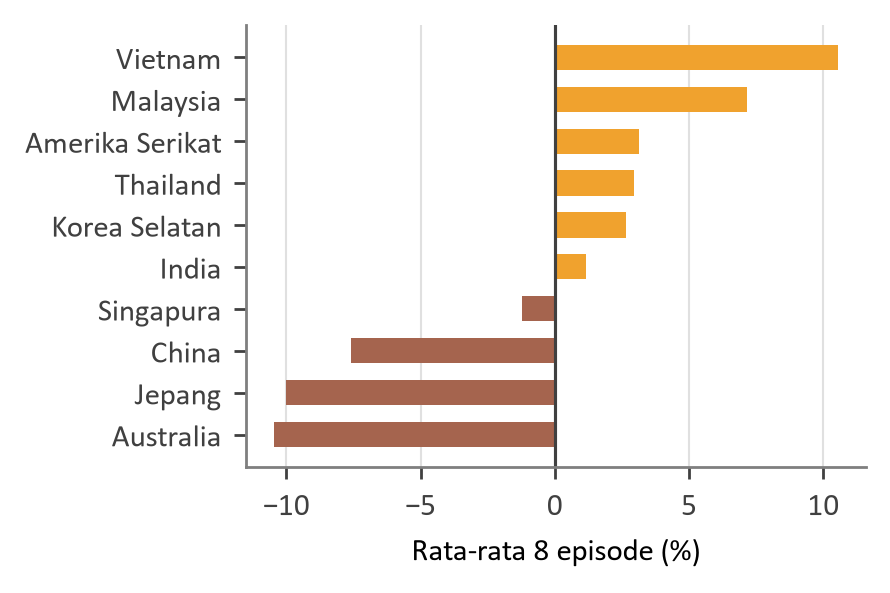 Vietnam
Malaysia
Amerika Serikat
Thailand
Korea Selatan
India
Singapura
China
Jepang
Australia
−10 −5 0 5 10
Rata-rata 8 episode (%)